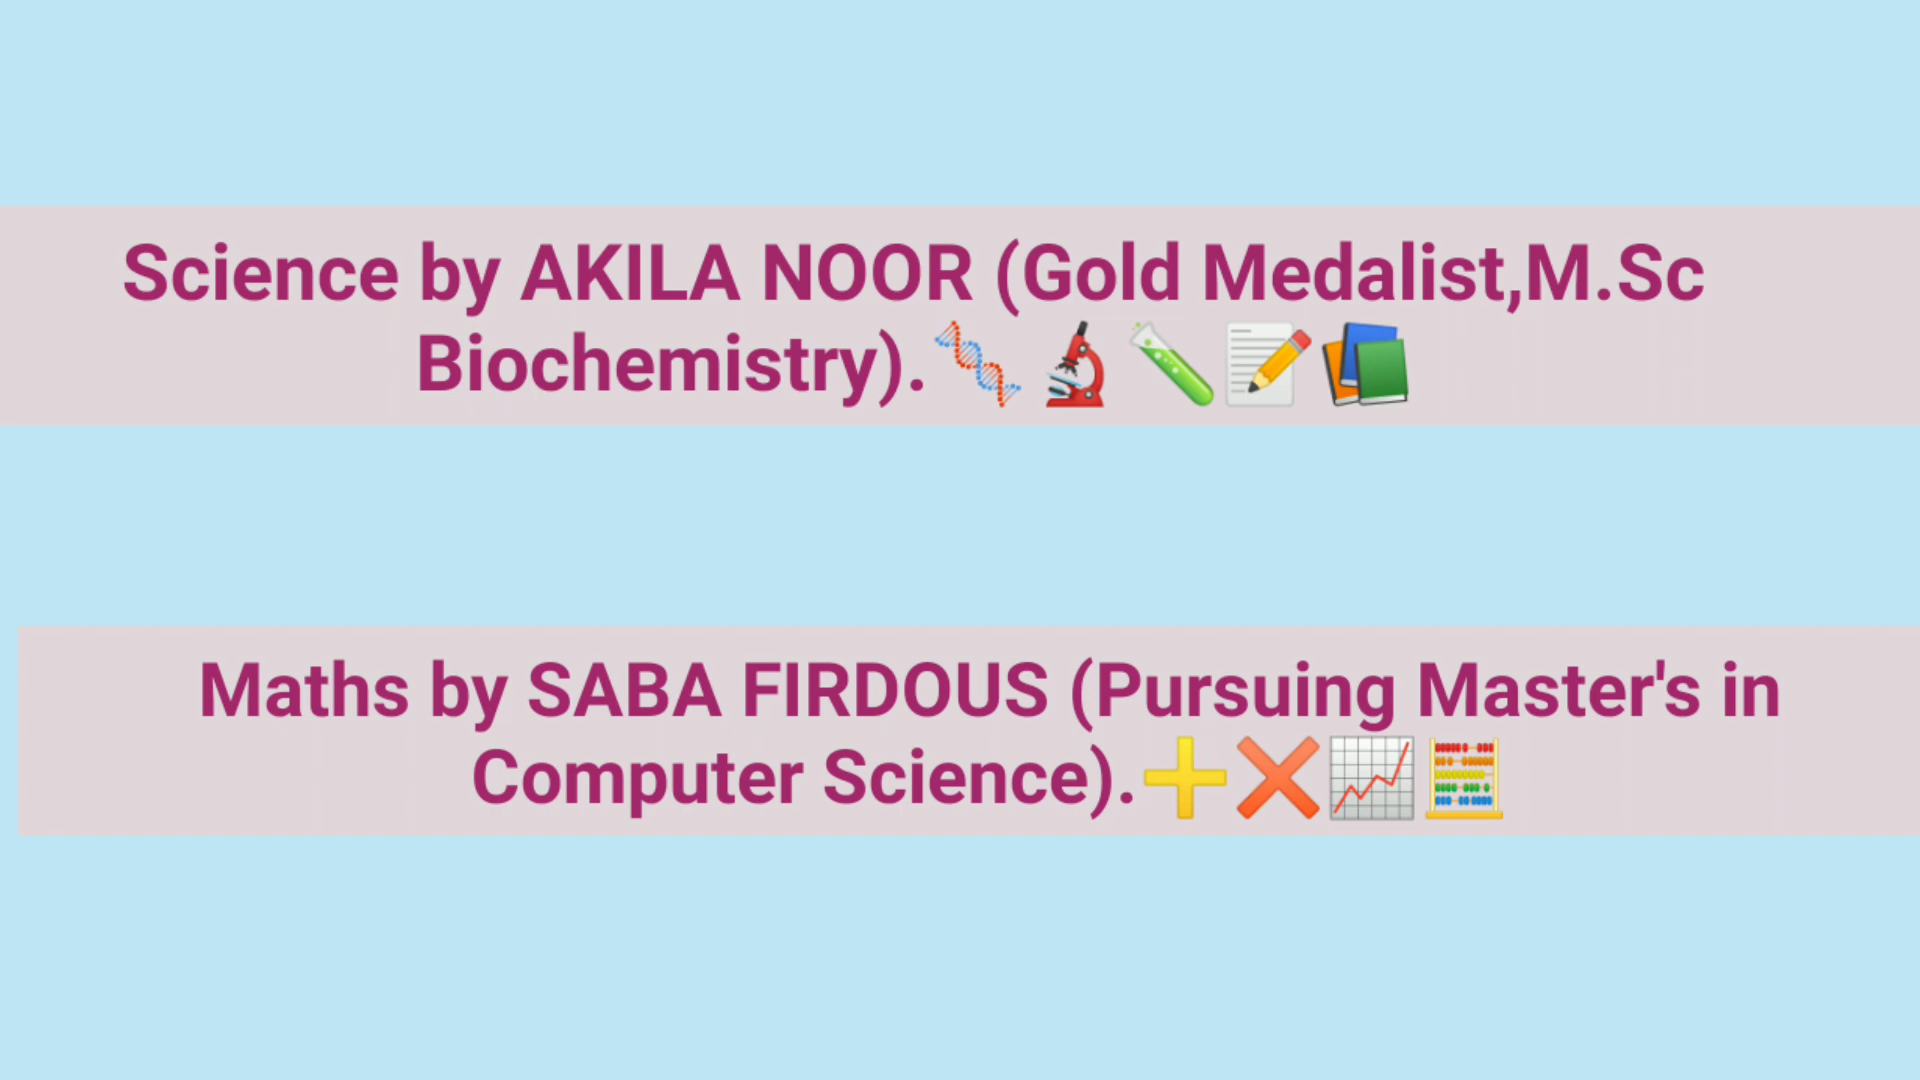 Science by AKILA NOOR (Gold Medalist,M.Sc
Biochemistry).🧬🔬🧪📝📚
Maths by SABA FIRDOUS (Pursuing Master's in
Computer Science).➕❌📈🧮